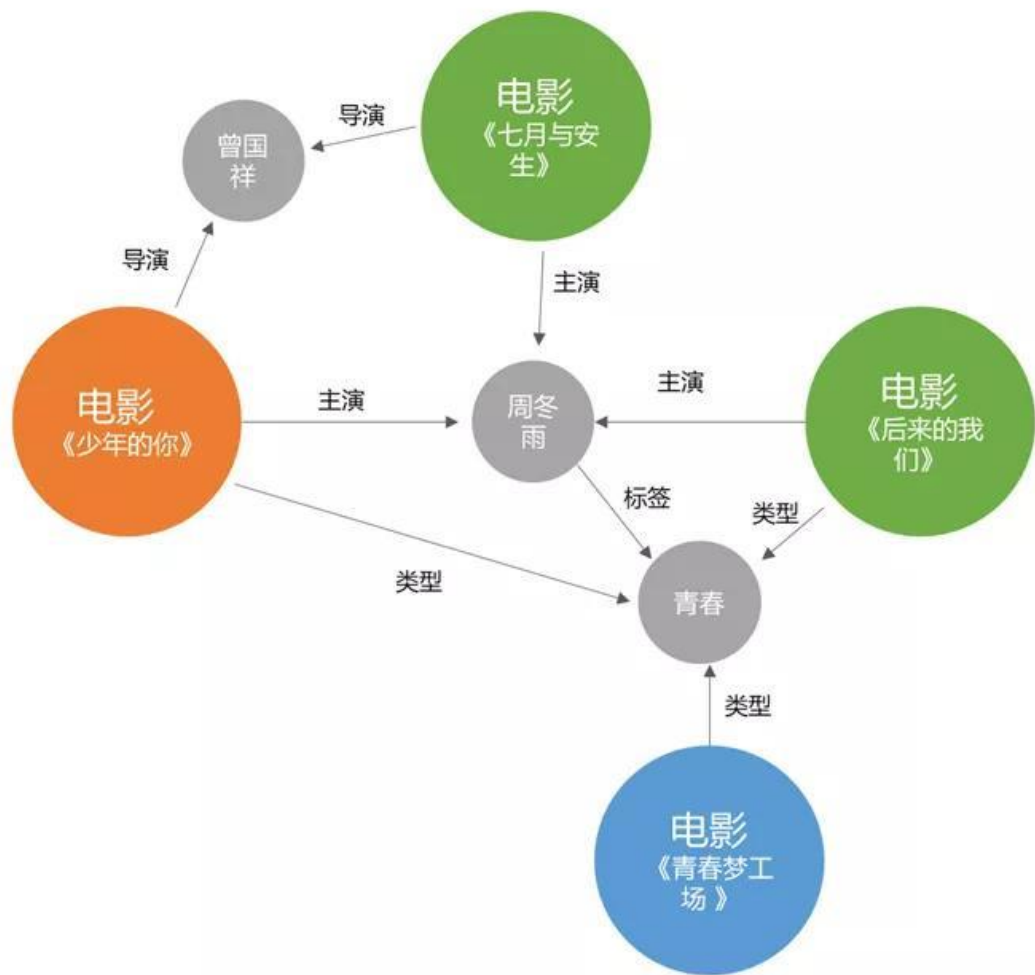 电影
《七月与安
生》
导演
曾国
祥
导演
主演
电影
《少年的你》
主演
周冬
雨
主演
电影
《后来的我
们》
标签
类型
类型
青春
类型
电影
《青春梦工
场 》